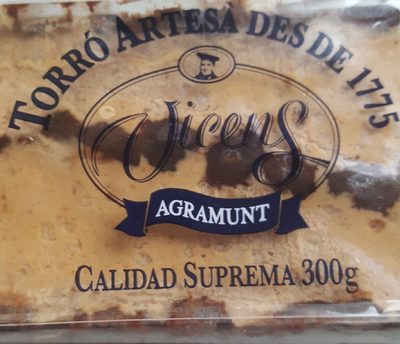 TORRÓ ARTESÀ DES DE 1775
Vicens
AGRAMUNT
CALIDAD SUPREMA 300g